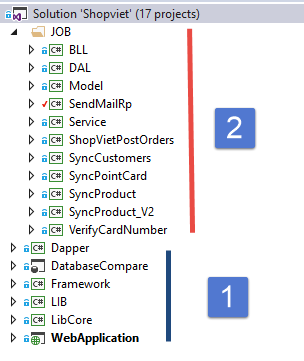 Solution 'Shopviet' (17 projects)
JOB
C# BLL
C# DAL
C# Model
C# SendMailRp
C# Service
C# ShopVietPostOrders
C# SyncCustomers
C# SyncPointCard
C# SyncProduct
C# SyncProduct_V2
C# VerifyCardNumber
2
C# Dapper
DatabaseCompare
C# Framework
C# LIB
C# LibCore
WebApplication
1